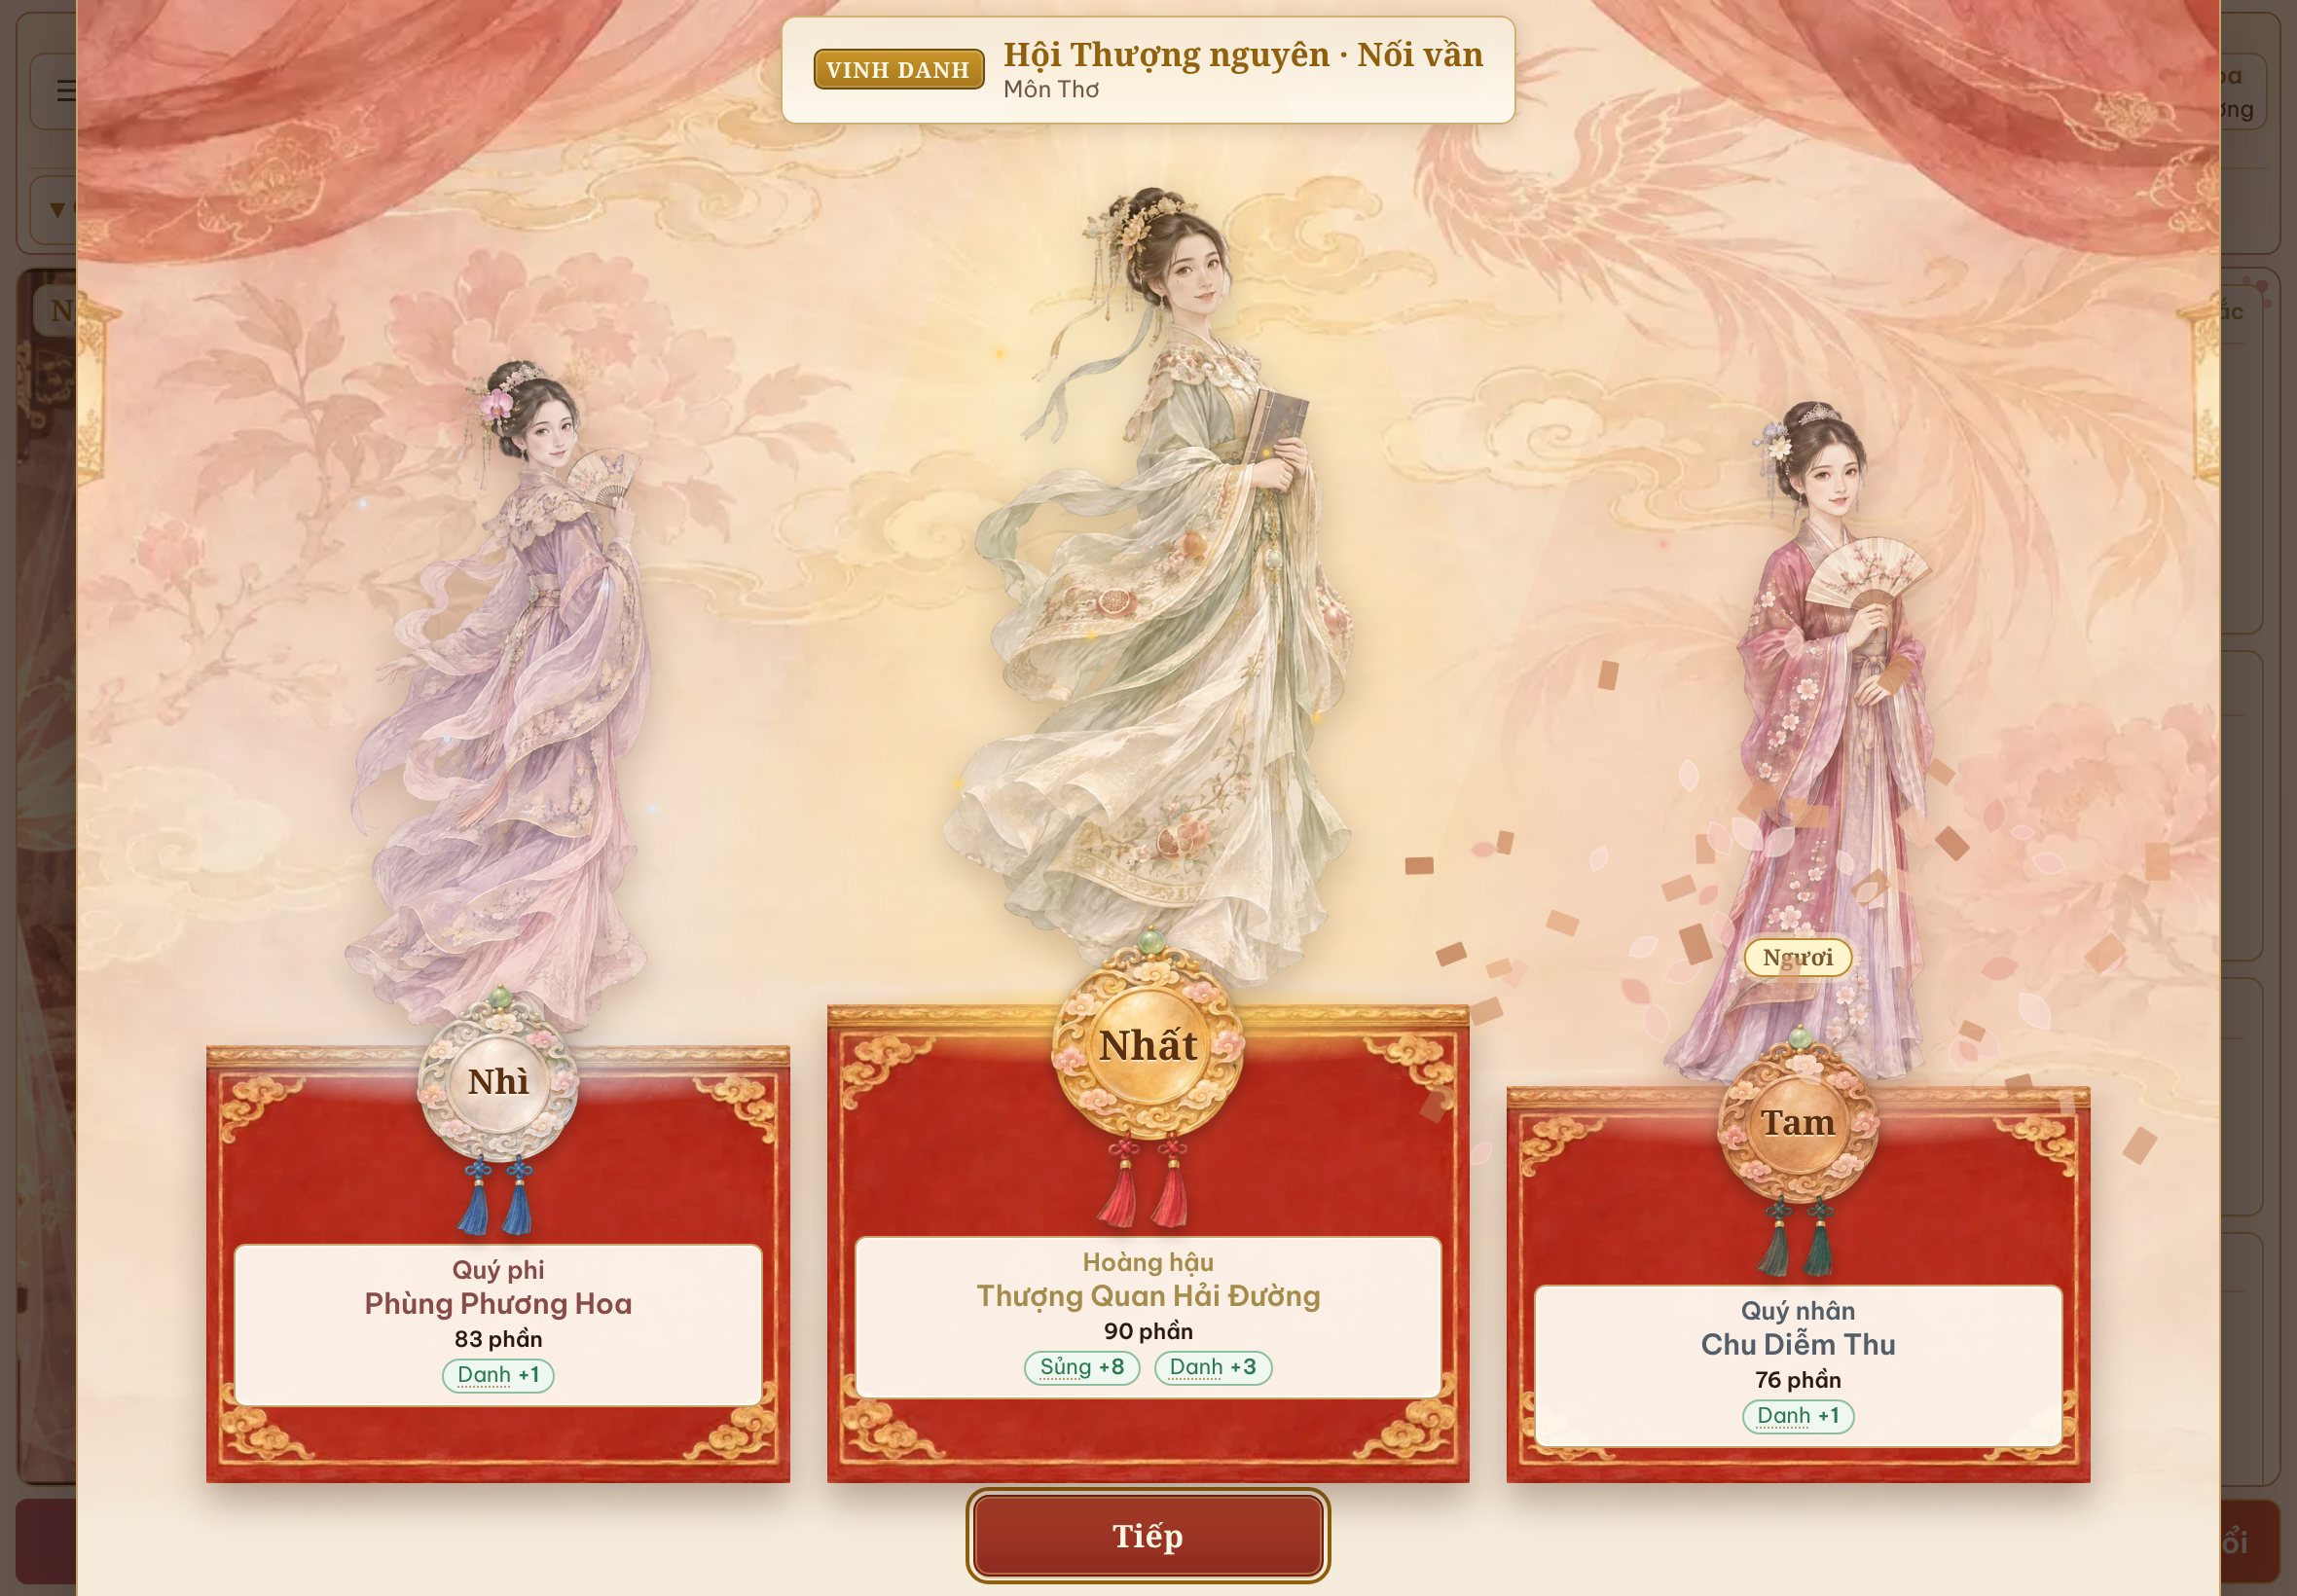 VINH DANH
Hội Thượng nguyên · Nối vần
Môn Thơ
Người
Nhì
Nhất
Tam
Quý phi
Phùng Phương Hoa
83 phần
Danh +1
Hoàng hậu
Thượng Quan Hải Đường
90 phần
Sủng +8
Danh +3
Quý nhân
Chu Diễm Thu
76 phần
Danh +1
Tiếp